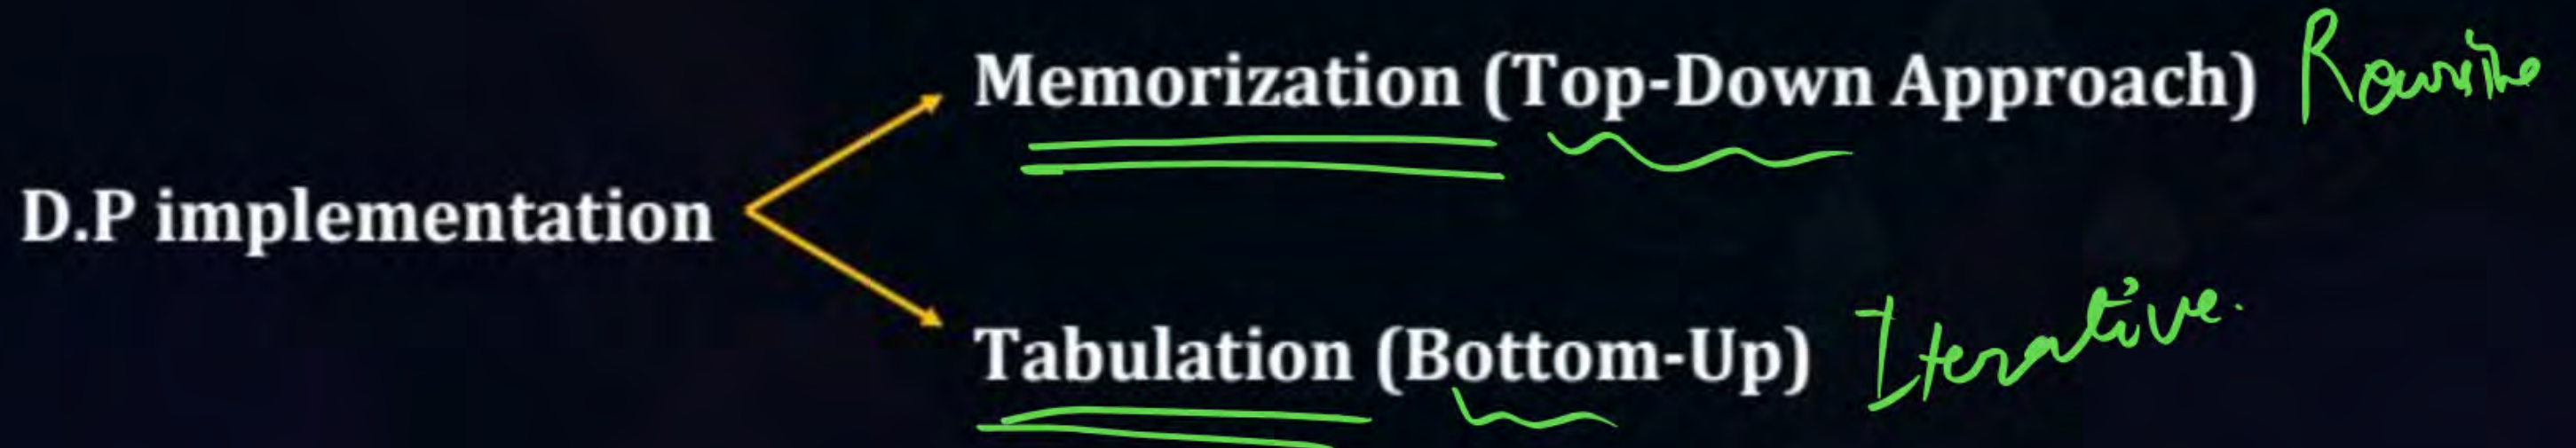 Memorization (Top-Down Approach) Recursive
D.P implementation
Tabulation (Bottom-Up) Iterative.